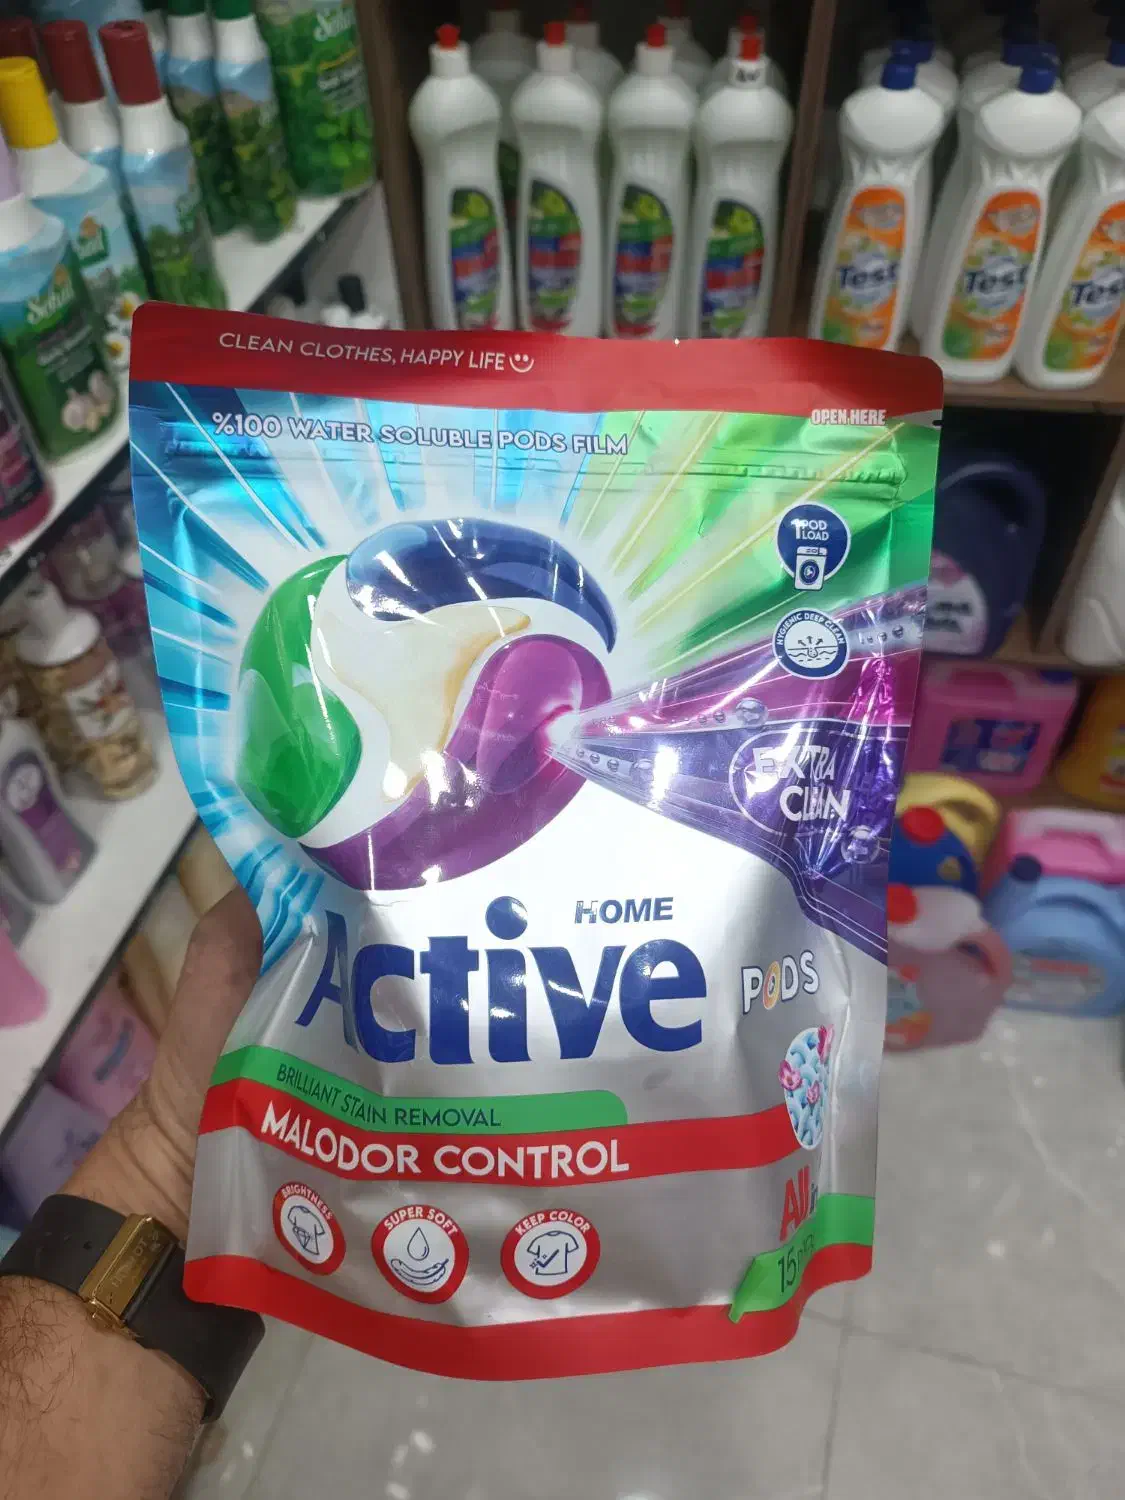 Sahul
Test
Test
CLEAN CLOTHES, HAPPY LIFE
%100 WATER SOLUBLE PODS FILM
OPEN HERE
1 POD
LOAD
HYGIENIC DEEP CLEAN
EXTRA
CLEAN
HOME
Active
PODS
BRILLIANT STAIN REMOVAL
MALODOR CONTROL
BRIGHTNESS
SUPER SOFT
KEEP COLOR
All
15